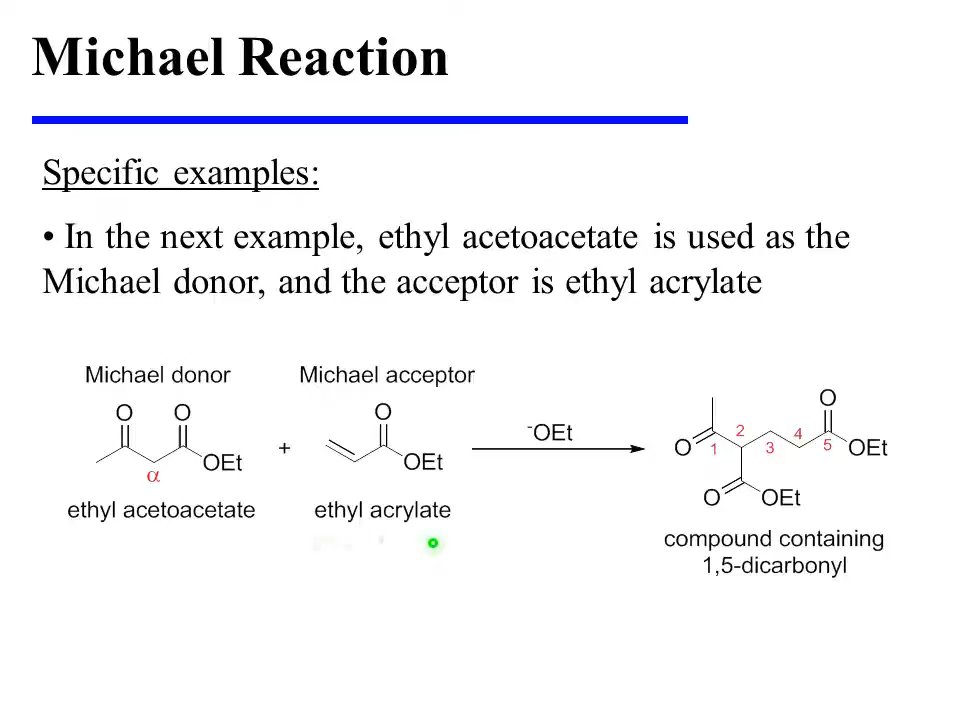 Michael Reaction
Specific examples:
• In the next example, ethyl acetoacetate is used as the
Michael donor, and the acceptor is ethyl acrylate
Michael donor
Michael acceptor
O O
OEt
α
ethyl acetoacetate
+
O
OEt
ethyl acrylate
-OEt
O
O
1
2
3
4
5
OEt
O
OEt
compound containing
1,5-dicarbonyl